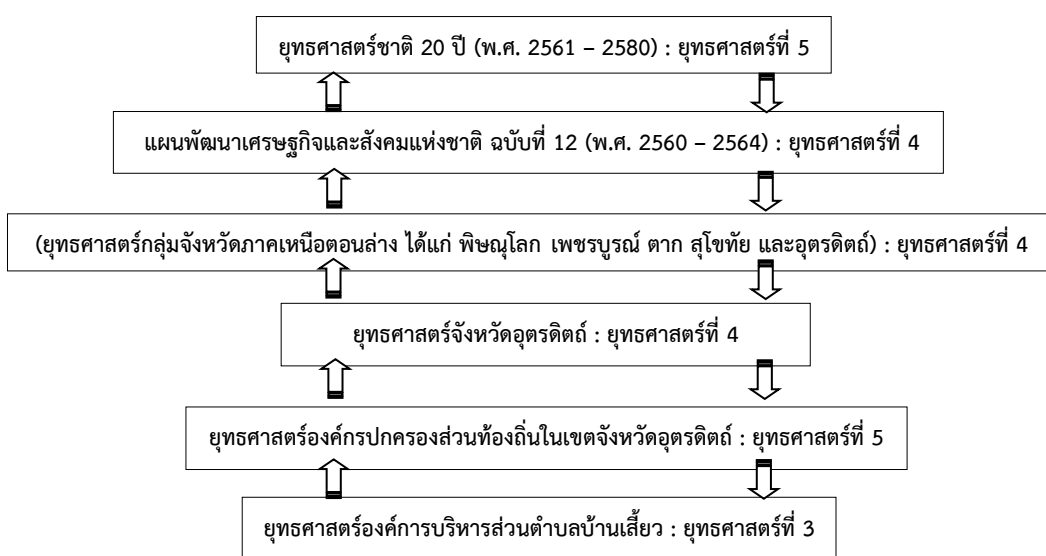 ยุทธศาสตร์ชาติ 20 ปี (พ.ศ. 2561 – 2580) : ยุทธศาสตร์ที่ 5
แผนพัฒนาเศรษฐกิจและสังคมแห่งชาติ ฉบับที่ 12 (พ.ศ. 2560 – 2564) : ยุทธศาสตร์ที่ 4
(ยุทธศาสตร์กลุ่มจังหวัดภาคเหนือตอนล่าง ได้แก่ พิษณุโลก เพชรบูรณ์ ตาก สุโขทัย และอุตรดิตถ์) : ยุทธศาสตร์ที่ 4
ยุทธศาสตร์จังหวัดอุตรดิตถ์ : ยุทธศาสตร์ที่ 4
ยุทธศาสตร์องค์กรปกครองส่วนท้องถิ่นในเขตจังหวัดอุตรดิตถ์ : ยุทธศาสตร์ที่ 5
ยุทธศาสตร์องค์การบริหารส่วนตำบลบ้านเสี้ยว : ยุทธศาสตร์ที่ 3